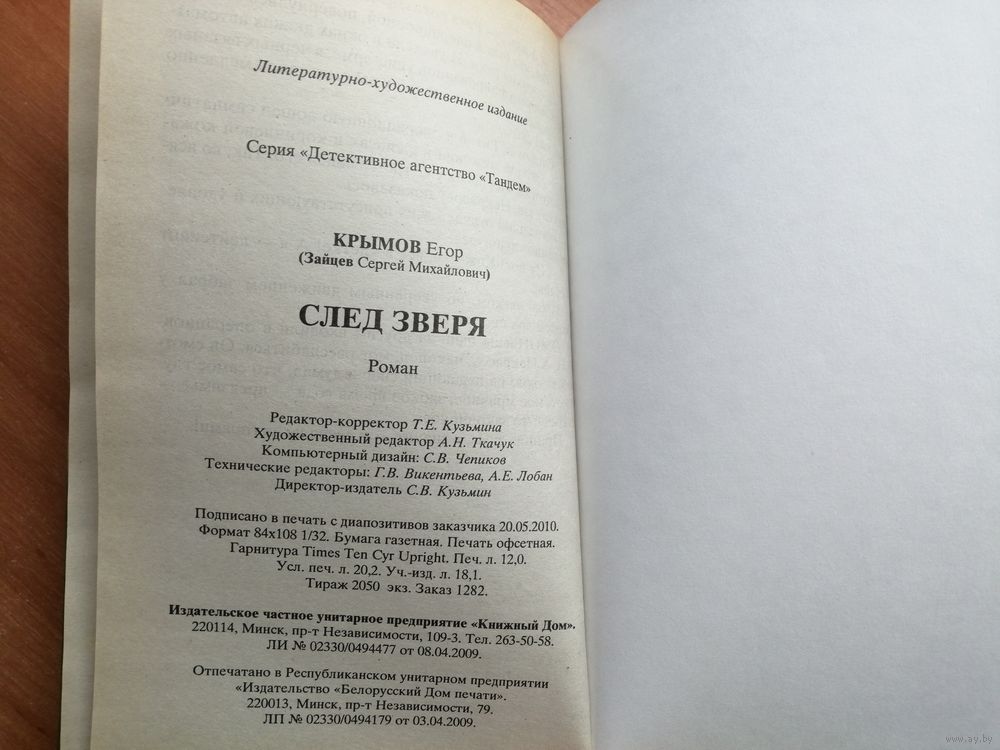 Литературно-художественное издание
Серия «Детективное агентство «Тандем»
КРЫМОВ Егор
(Зайцев Сергей Михайлович)
СЛЕД ЗВЕРЯ
Роман
Редактор-корректор Т.Е. Кузьмина
Художественный редактор А.Н. Ткачук
Компьютерный дизайн: С.В. Чепиков
Технические редакторы: Г.В. Викентьева, А.Е. Лобан
Директор-издатель С.В. Кузьмин
Подписано в печать с диапозитивов заказчика 20.05.2010.
Формат 84х108 1/32. Бумага газетная. Печать офсетная.
Гарнитура Times Ten Cyr Upright. Печ. л. 12,0.
Усл. печ. л. 20,2. Уч.-изд. л. 18,1.
Тираж 2050 экз. Заказ 1282.
Издательское частное унитарное предприятие «Книжный Дом».
220114, Минск, пр-т Независимости, 109-3. Тел. 263-50-58.
ЛИ № 02330/0494477 от 08.04.2009.
Отпечатано в Республиканском унитарном предприятии
«Издательство «Белорусский Дом печати».
220013, Минск, пр-т Независимости, 79.
ЛП № 02330/0494179 от 03.04.2009.
www.ay.by